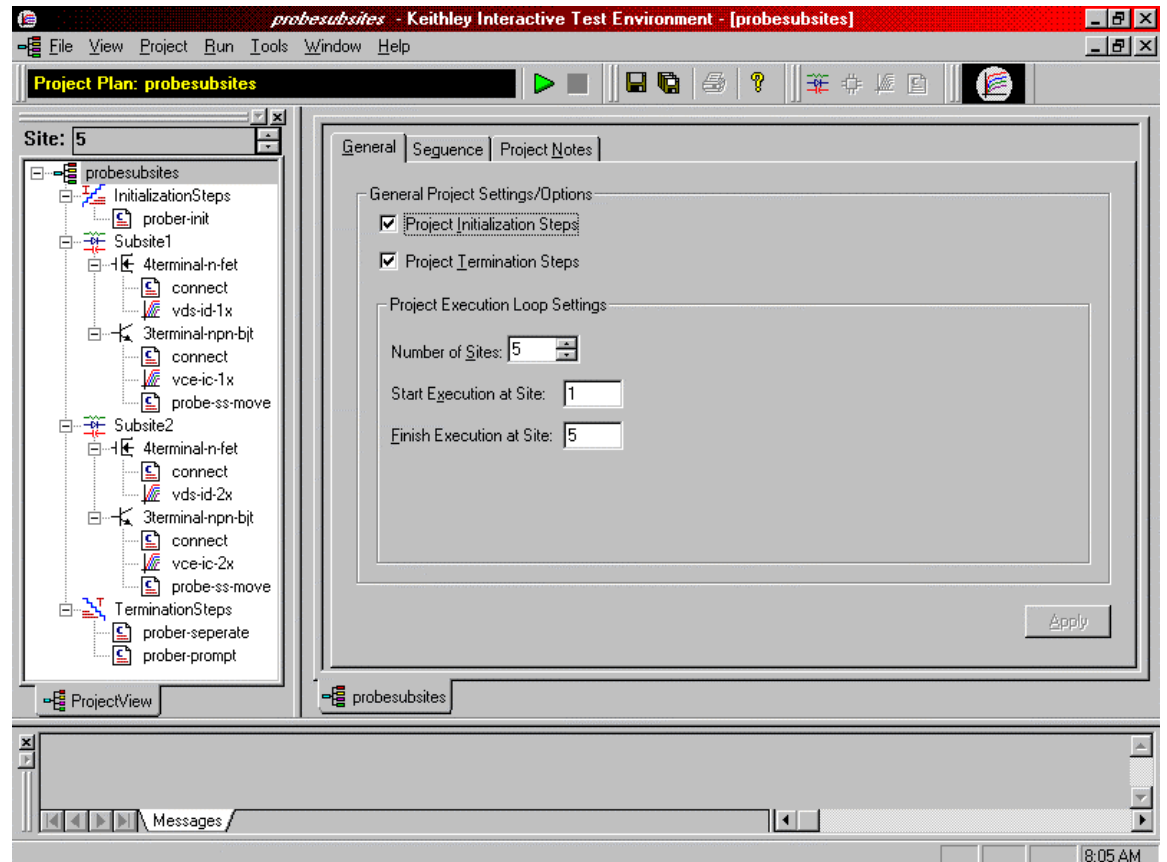 probesubsites - Keithley Interactive Test Environment - [probesubsites]
File View Project Run Tools Window Help
Project Plan: probesubsites
Site: 5
probesubsites
InitializationSteps
prober-init
Subsite1
4terminal-n-fet
connect
vds-id-1x
3terminal-npn-bjt
connect
vce-ic-1x
probe-ss-move
Subsite2
4terminal-n-fet
connect
vds-id-2x
3terminal-npn-bjt
connect
vce-ic-2x
probe-ss-move
TerminationSteps
prober-seperate
prober-prompt
ProjectView
General Sequence Project Notes
General Project Settings/Options
Project Initialization Steps
Project Termination Steps
Project Execution Loop Settings
Number of Sites: 5
Start Execution at Site: 1
Finish Execution at Site: 5
Apply
probesubsites
Messages
8:05 AM